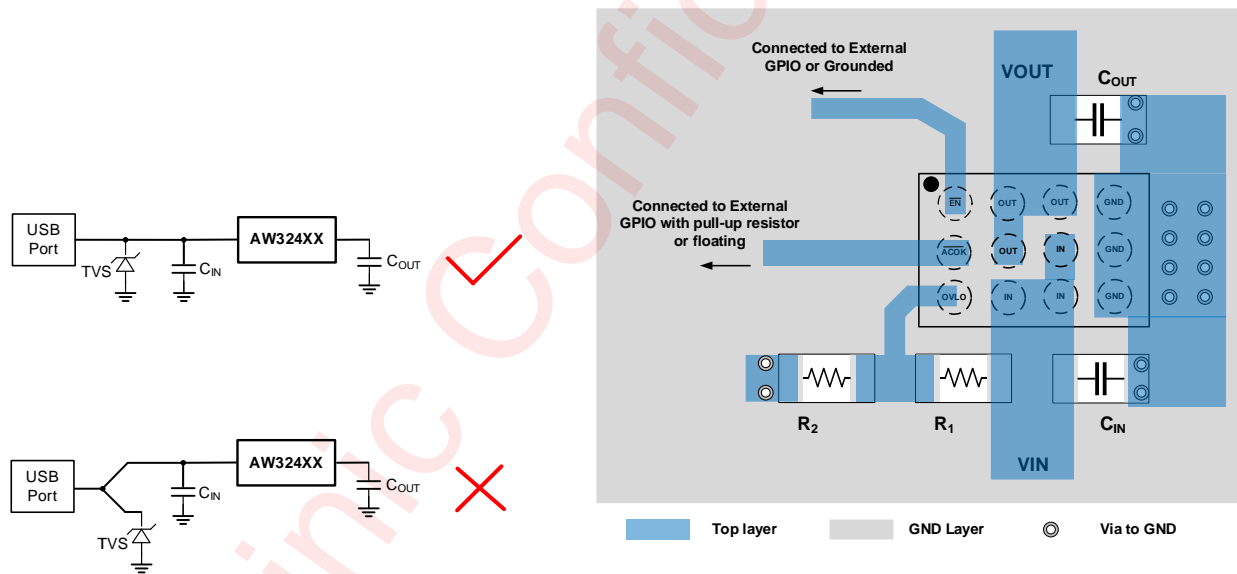 USB
Port
TVS
CIN
AW324XX
COUT
USB
Port
TVS
CIN
AW324XX
COUT
Connected to External
GPIO or Grounded
VOUT
COUT
Connected to External
GPIO with pull-up resistor
or floating
EN
OUT
OUT
GND
ACOK
OUT
IN
GND
OVLO
IN
IN
GND
R2
R1
CIN
VIN
Top layer
GND Layer
Via to GND
inic Confi